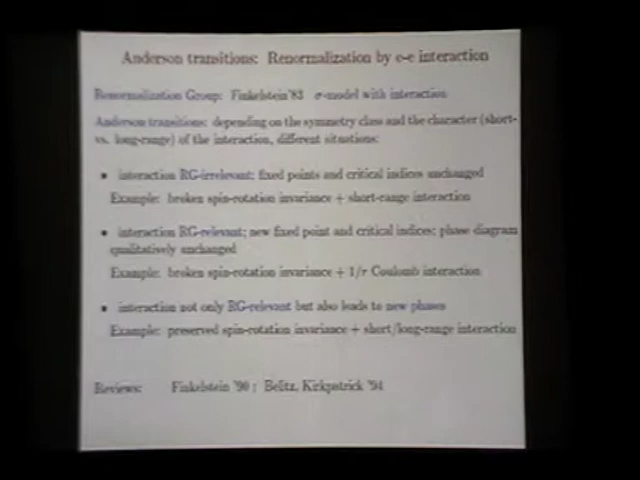 Anderson transitions: Renormalization by e-e interaction
Renormalization Group: Finkelstein'83 σ-model with interaction
Anderson transitions: depending on the symmetry class and the character (short-
vs. long-range) of the interaction, different situations:
• interaction RG-irrelevant: fixed points and critical indices unchanged
Example: broken spin-rotation invariance + short-range interaction
• interaction RG-relevant; new fixed point and critical indices; phase diagram
qualitatively unchanged
Example: broken spin-rotation invariance + 1/r Coulomb interaction
• interaction not only RG-relevant but also leads to new phases
Example: preserved spin-rotation invariance + short/long-range interaction
Reviews: Finkelstein '90 ; Belitz, Kirkpatrick '94